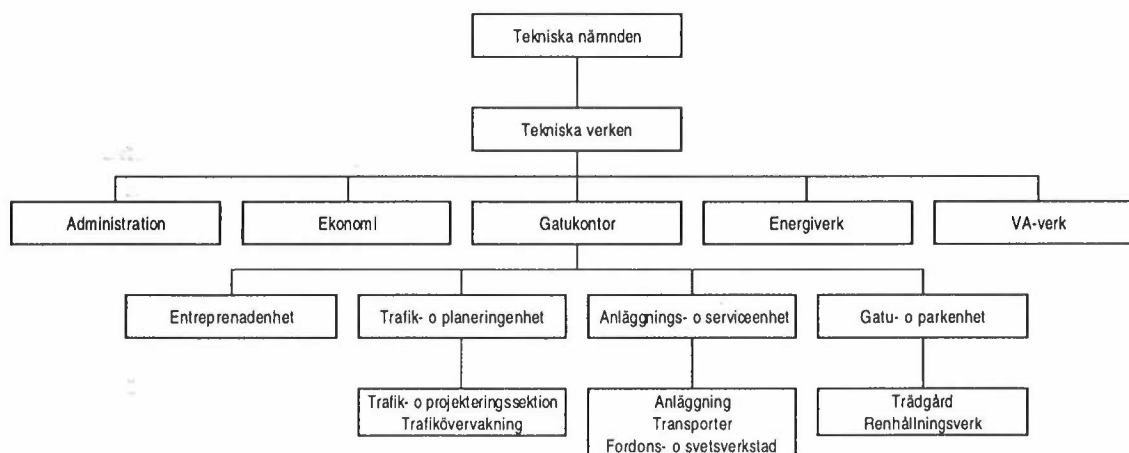 Tekniska nämnden
Tekniska verken
Administration
Ekonomi
Gatukontor
Energiverk
VA-verk
Entreprenadenhet
Trafik- o planeringenhet
Anläggnings- o serviceenhet
Gatu- o parkenhet
Trafik- o projekteringssektion
Trafikövervakning
Anläggning
Transporter
Fordons- o svetsverkstad
Trädgård
Renhållningsverk